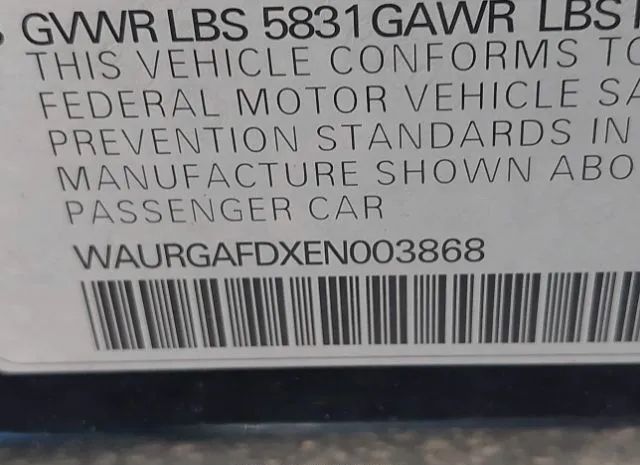 GVWR LBS 5831 GAWR LBS
THIS VEHICLE CONFORMS TO
FEDERAL MOTOR VEHICLE SA
PREVENTION STANDARDS IN
MANUFACTURE SHOWN ABO
PASSENGER CAR
WAURGAFDXEN003868